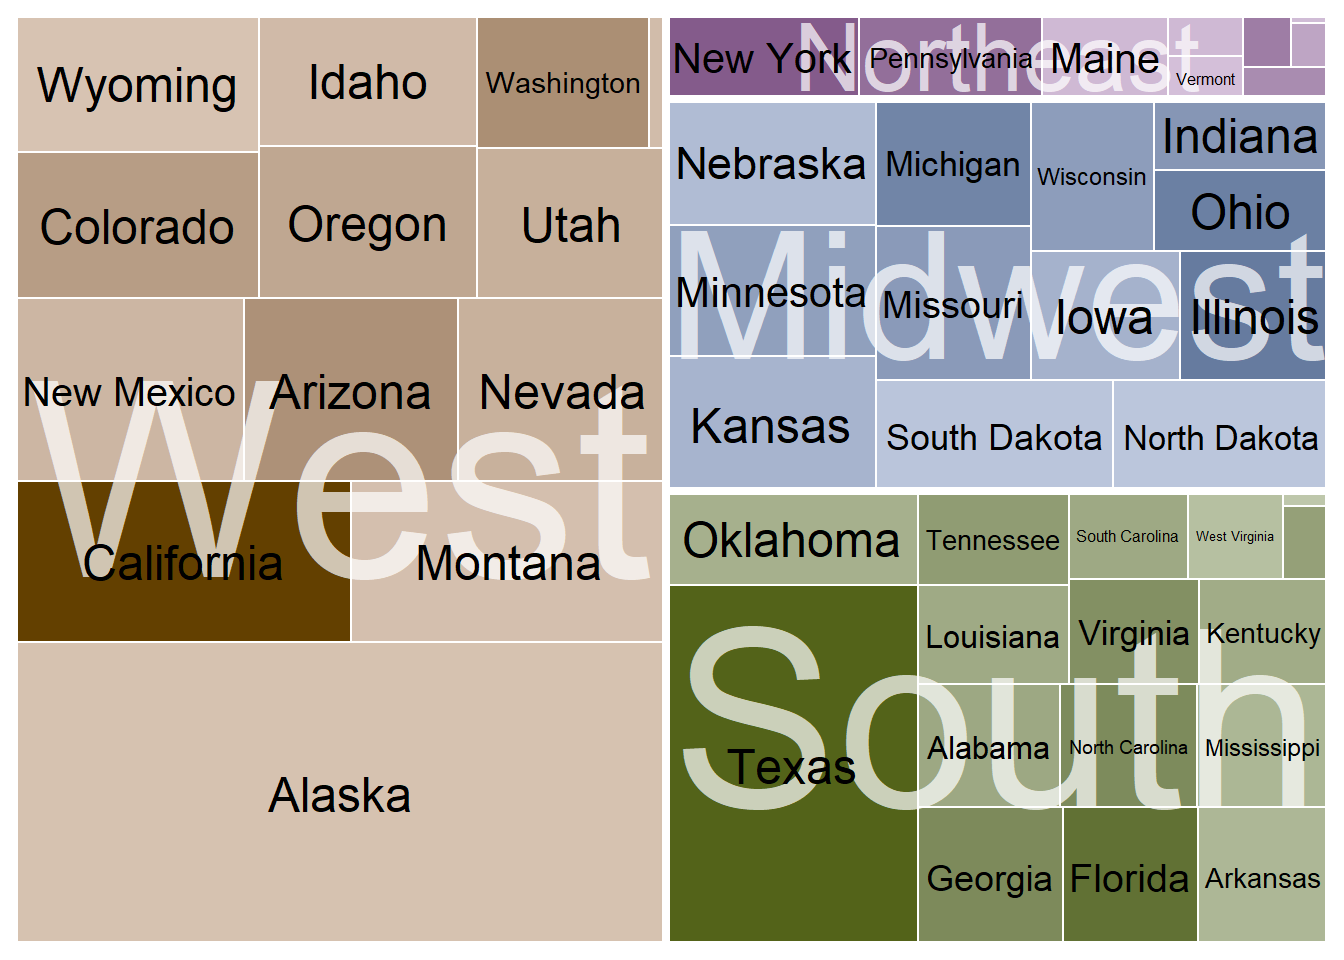 Wyoming
Idaho
Washington
Colorado
Oregon
Utah
New Mexico
Arizona
Nevada
West
California
Montana
Alaska
Northeast
New York
Pennsylvania
Maine
Vermont
Nebraska
Michigan
Wisconsin
Indiana
Ohio
Midwest
Minnesota
Missouri
Iowa
Illinois
Kansas
South Dakota
North Dakota
Oklahoma
Tennessee
South Carolina
West Virginia
Louisiana
Virginia
Kentucky
South
Texas
Alabama
North Carolina
Mississippi
Georgia
Florida
Arkansas